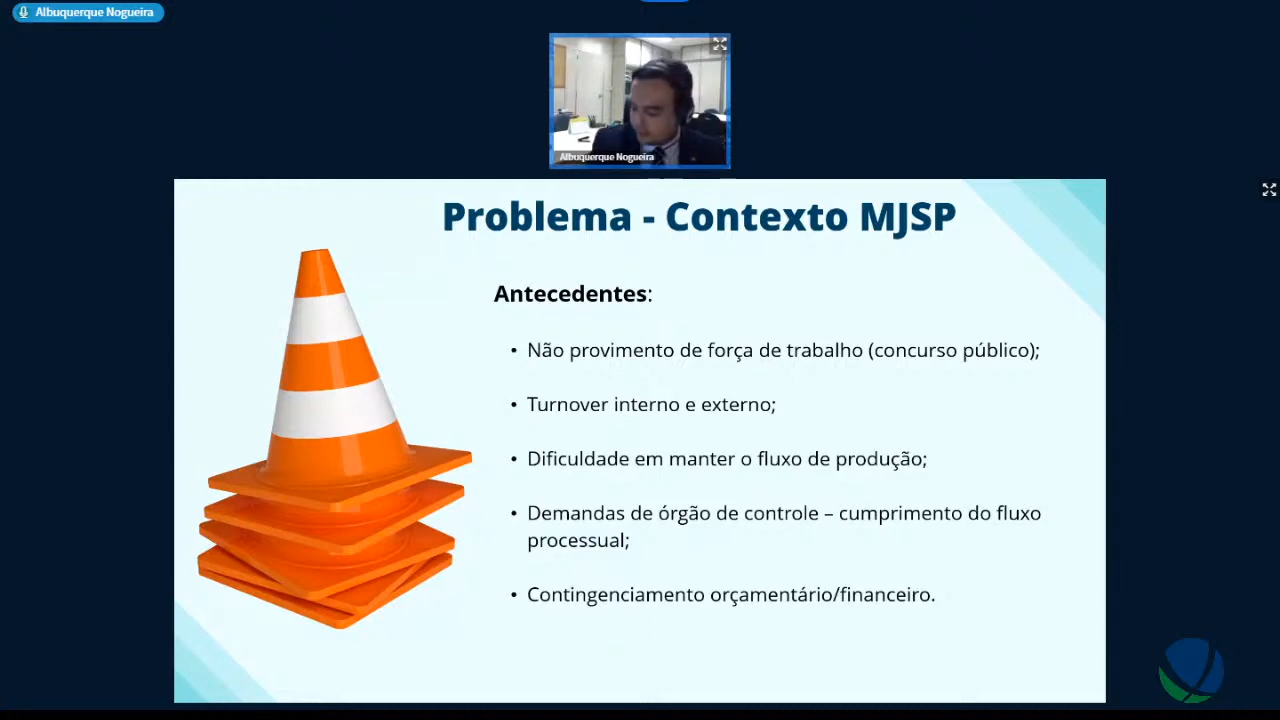 Albuquerque Nogueira
Albuquerque Nogueira
Problema - Contexto MJSP
Antecedentes:
• Não provimento de força de trabalho (concurso público);
• Turnover interno e externo;
• Dificuldade em manter o fluxo de produção;
• Demandas de órgão de controle – cumprimento do fluxo
processual;
• Contingenciamento orçamentário/financeiro.